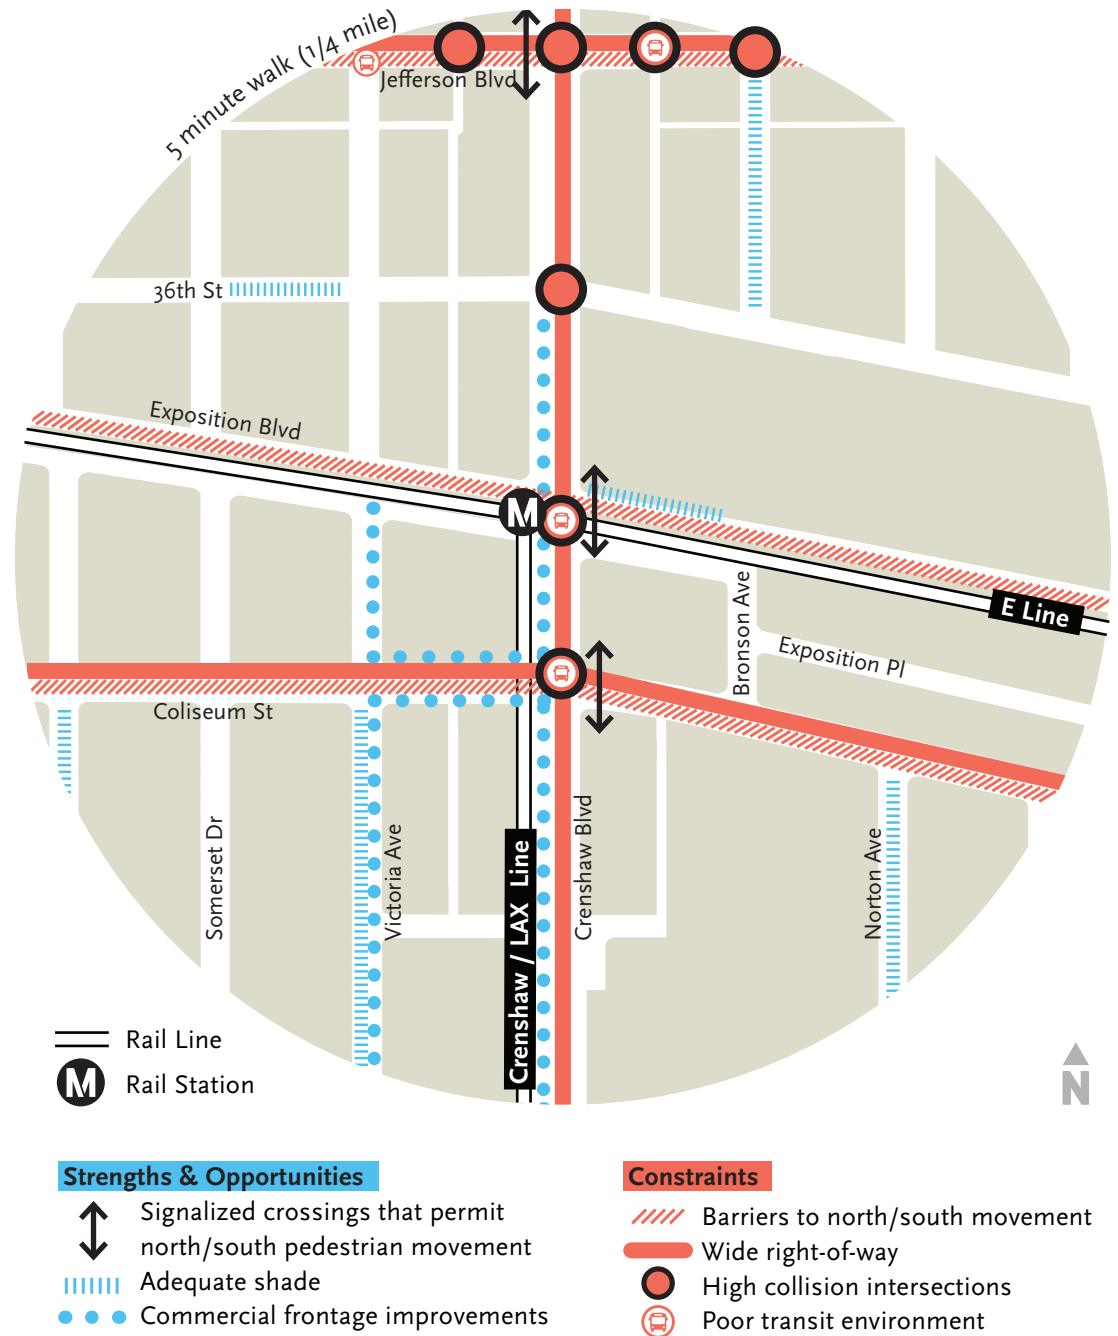 5 minute walk (1/4 mile)
Jefferson Blvd
36th St
Exposition Blvd
M
E Line
Bronson Ave
Exposition Pl
Coliseum St
Somerset Dr
Victoria Ave
Crenshaw / LAX Line
Crenshaw Blvd
Norton Ave
Rail Line
M Rail Station
N
Strengths & Opportunities
Signalized crossings that permit
north/south pedestrian movement
Adequate shade
Commercial frontage improvements
Constraints
Barriers to north/south movement
Wide right-of-way
High collision intersections
Poor transit environment